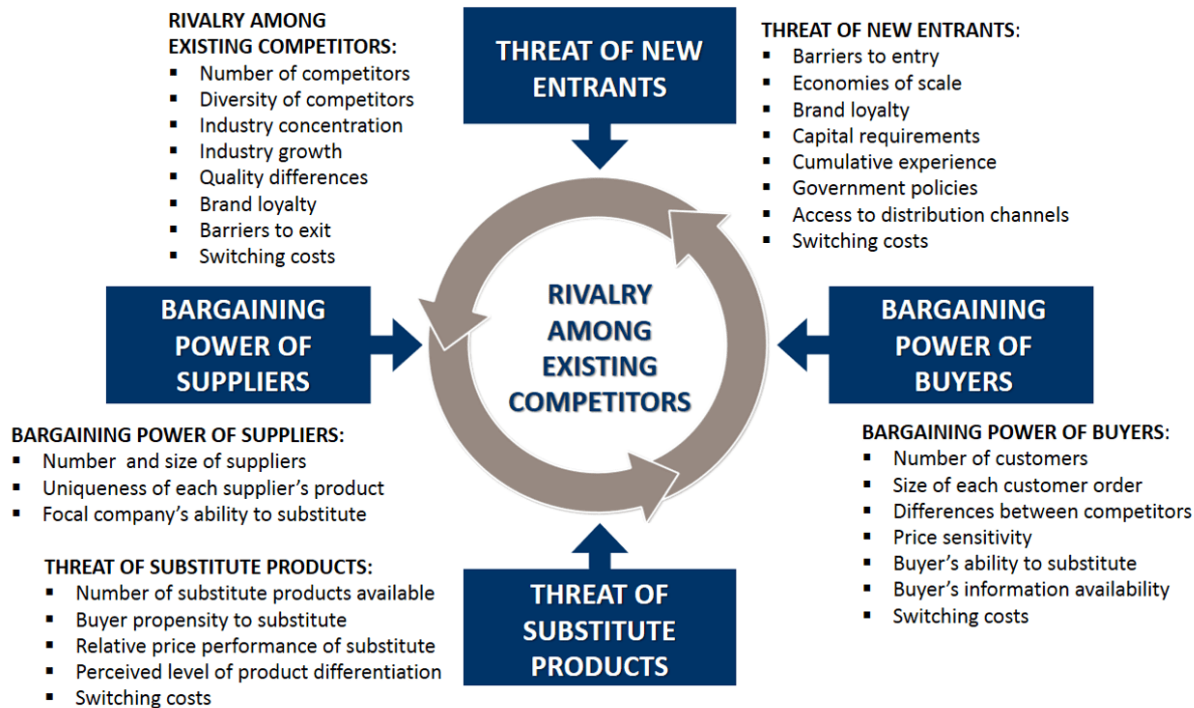 RIVALRY AMONG
EXISTING COMPETITORS:
▪ Number of competitors
▪ Diversity of competitors
▪ Industry concentration
▪ Industry growth
▪ Quality differences
▪ Brand loyalty
▪ Barriers to exit
▪ Switching costs
THREAT OF NEW
ENTRANTS
THREAT OF NEW ENTRANTS:
▪ Barriers to entry
▪ Economies of scale
▪ Brand loyalty
▪ Capital requirements
▪ Cumulative experience
▪ Government policies
▪ Access to distribution channels
▪ Switching costs
BARGAINING
POWER OF
SUPPLIERS
RIVALRY
AMONG
EXISTING
COMPETITORS
BARGAINING
POWER OF
BUYERS
BARGAINING POWER OF SUPPLIERS:
▪ Number and size of suppliers
▪ Uniqueness of each supplier's product
▪ Focal company's ability to substitute
BARGAINING POWER OF BUYERS:
▪ Number of customers
▪ Size of each customer order
▪ Differences between competitors
▪ Price sensitivity
▪ Buyer's ability to substitute
▪ Buyer's information availability
▪ Switching costs
THREAT OF SUBSTITUTE PRODUCTS:
▪ Number of substitute products available
▪ Buyer propensity to substitute
▪ Relative price performance of substitute
▪ Perceived level of product differentiation
▪ Switching costs
THREAT OF
SUBSTITUTE
PRODUCTS